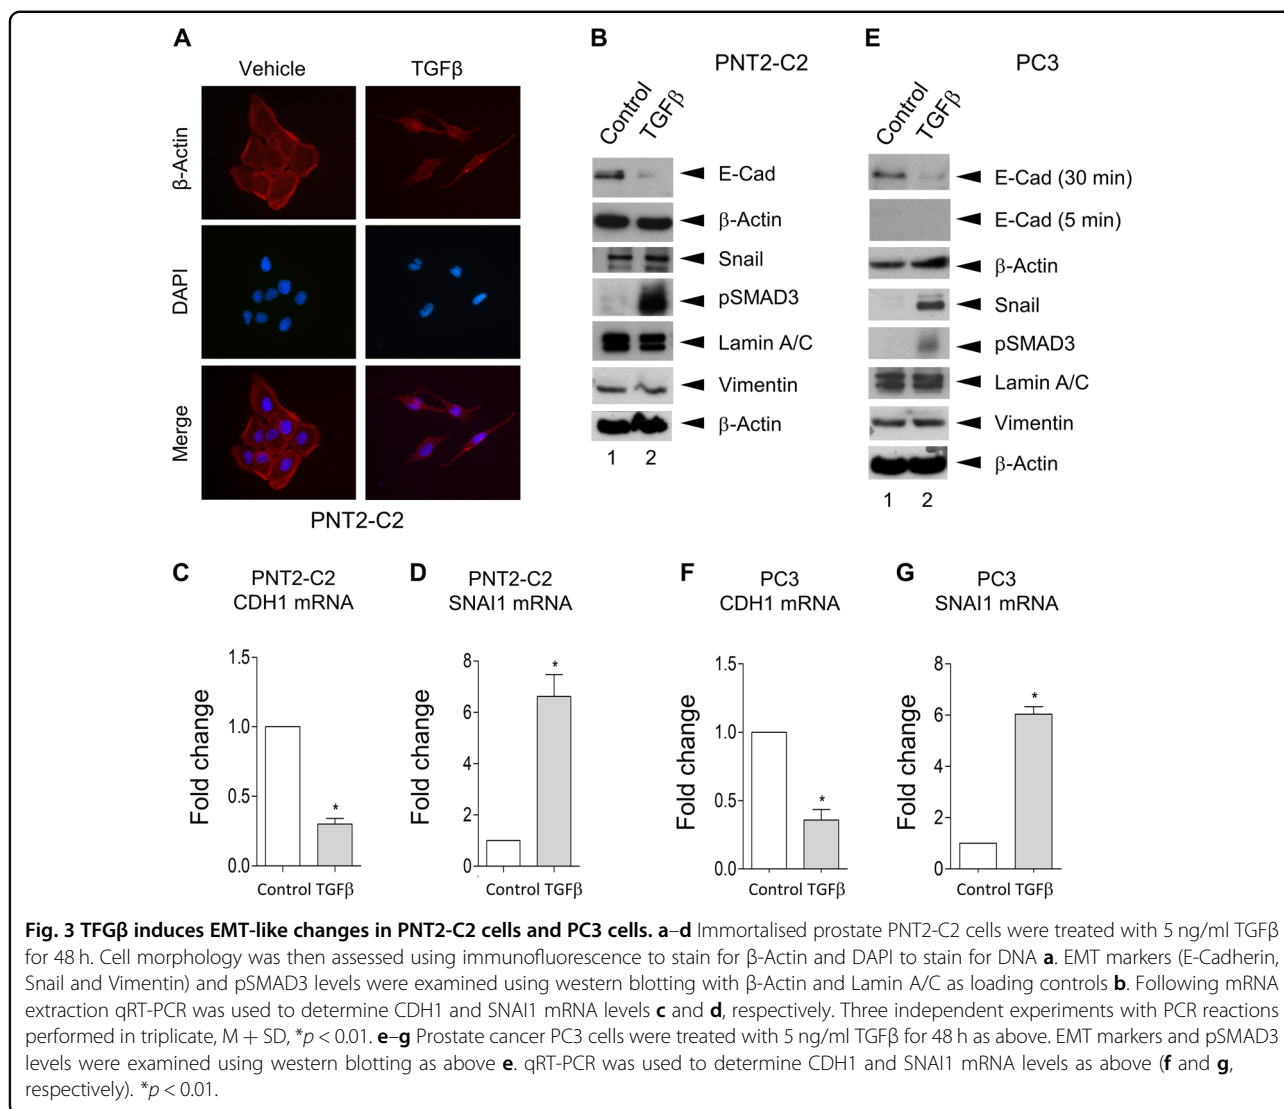 A
Vehicle
TGFβ
β-Actin
DAPI
Merge
PNT2-C2
B
PNT2-C2
Control
TGFβ
E-Cad
β-Actin
Snail
pSMAD3
Lamin A/C
Vimentin
β-Actin
1 2
E
PC3
Control
TGFβ
E-Cad (30 min)
E-Cad (5 min)
β-Actin
Snail
pSMAD3
Lamin A/C
Vimentin
β-Actin
1 2
C
PNT2-C2
CDH1 mRNA
Fold change
1.5
1.0
0.5
0.0
*
Control TGFβ
D
PNT2-C2
SNAI1 mRNA
Fold change
8
6
4
2
0
*
Control TGFβ
F
PC3
CDH1 mRNA
Fold change
1.5
1.0
0.5
0.0
*
Control TGFβ
G
PC3
SNAI1 mRNA
Fold change
8
6
4
2
0
*
Control TGFβ
Fig. 3 TFGβ induces EMT-like changes in PNT2-C2 cells and PC3 cells. a–d Immortalised prostate PNT2-C2 cells were treated with 5 ng/ml TGFβ
for 48 h. Cell morphology was then assessed using immunofluorescence to stain for β-Actin and DAPI to stain for DNA a. EMT markers (E-Cadherin,
Snail and Vimentin) and pSMAD3 levels were examined using western blotting with β-Actin and Lamin A/C as loading controls b. Following mRNA
extraction qRT-PCR was used to determine CDH1 and SNAI1 mRNA levels c and d, respectively. Three independent experiments with PCR reactions
performed in triplicate, M + SD, *p < 0.01. e–g Prostate cancer PC3 cells were treated with 5 ng/ml TGFβ for 48 h as above. EMT markers and pSMAD3
levels were examined using western blotting as above e. qRT-PCR was used to determine CDH1 and SNAI1 mRNA levels as above (f and g,
respectively). *p < 0.01.